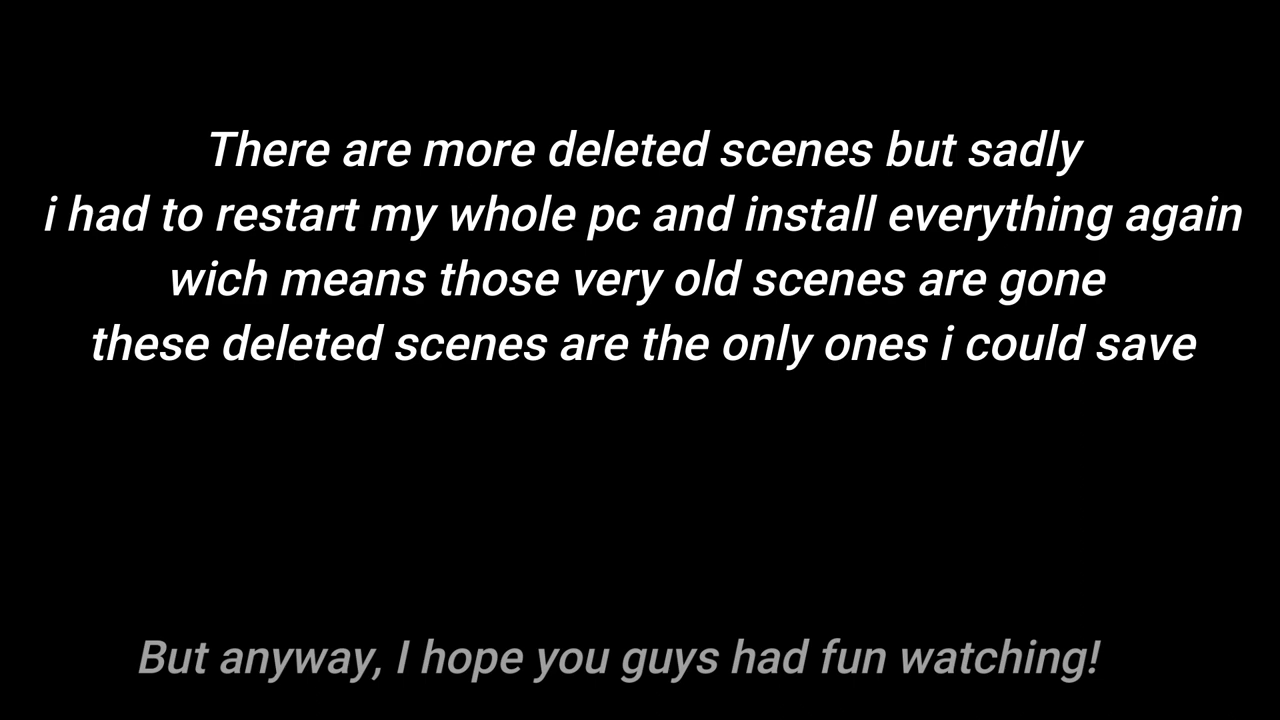 There are more deleted scenes but sadly
i had to restart my whole pc and install everything again
wich means those very old scenes are gone
these deleted scenes are the only ones i could save
But anyway, I hope you guys had fun watching!